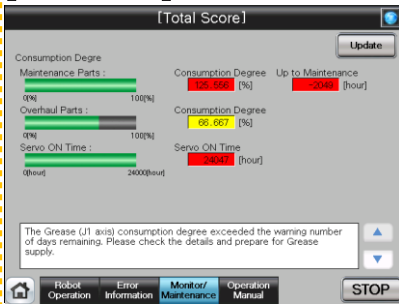 [Total Score]
Update
Consumption Degre
Maintenance Parts :
Consumption Degree Up to Maintenance
125.556 [%] -2049 [hour]
0[%] 100[%]
Overhaul Parts :
Consumption Degree
66.667 [%]
0[%] 100[%]
Servo ON Time :
Servo ON Time
24047 [hour]
0[hour] 24000[hour]
The Grease (J1 axis) consumption degree exceeded the warning number
of days remaining. Please check the details and prepare for Grease
supply.
Robot Operation
Error Information
Monitor/ Maintenance
Operation Manual
STOP